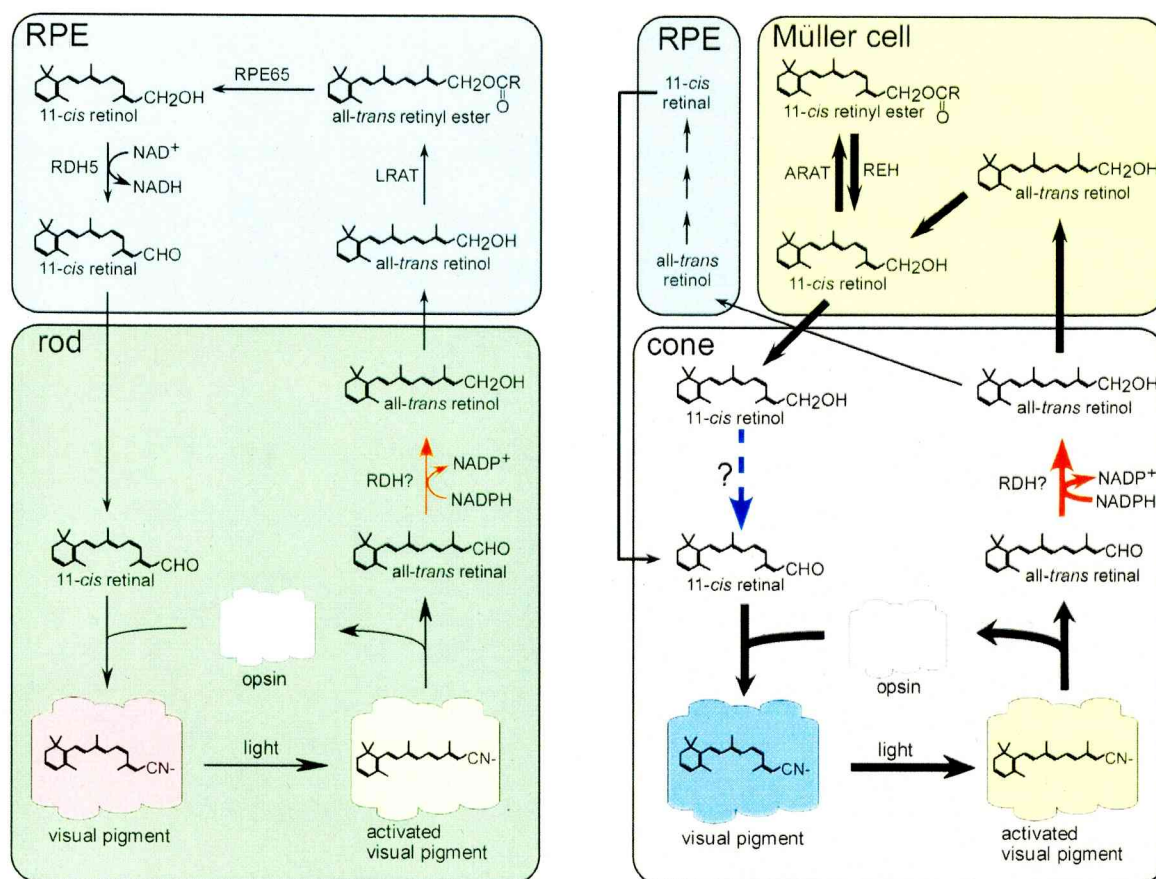 RPE
CH2OH
11-cis retinol
RPE65
CH2OCR
O
all-trans retinyl ester
RDH5
NAD+
NADH
LRAT
CHO
11-cis retinal
CH2OH
all-trans retinol
rod
CH2OH
all-trans retinol
RDH?
NADP+
NADPH
CHO
11-cis retinal
CHO
all-trans retinal
opsin
CN-
visual pigment
light
CN-
activated
visual pigment
RPE
11-cis
retinal
all-trans
retinol
Müller cell
CH2OCR
O
11-cis retinyl ester
ARAT
REH
CH2OH
all-trans retinol
CH2OH
11-cis retinol
cone
CH2OH
11-cis retinol
CH2OH
all-trans retinol
?
RDH?
NADP+
NADPH
CHO
11-cis retinal
CHO
all-trans retinal
opsin
CN-
visual pigment
light
CN-
activated
visual pigment